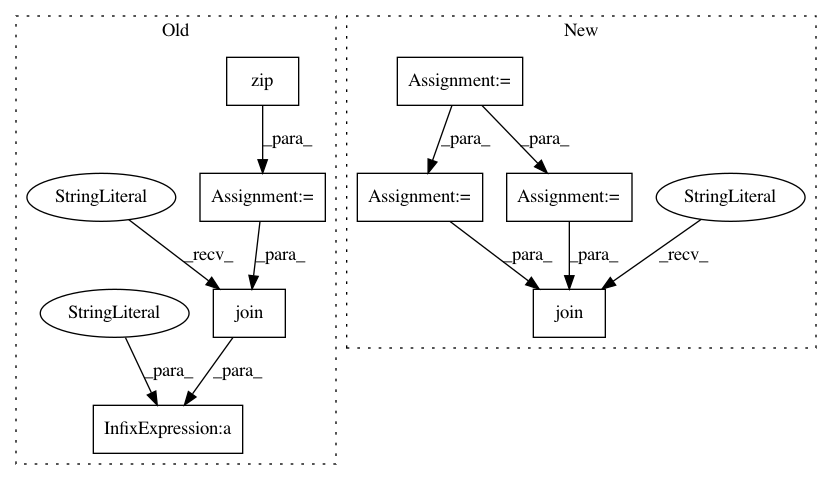 Old
New
zip
Assignment:=
_para_
_para_
_para_
StringLiteral
Assignment:=
Assignment:=
Assignment:=
StringLiteral
_recv_
_para_
_para_
_para_
_recv_
StringLiteral
join
join
_para_
_para_
InfixExpression:a